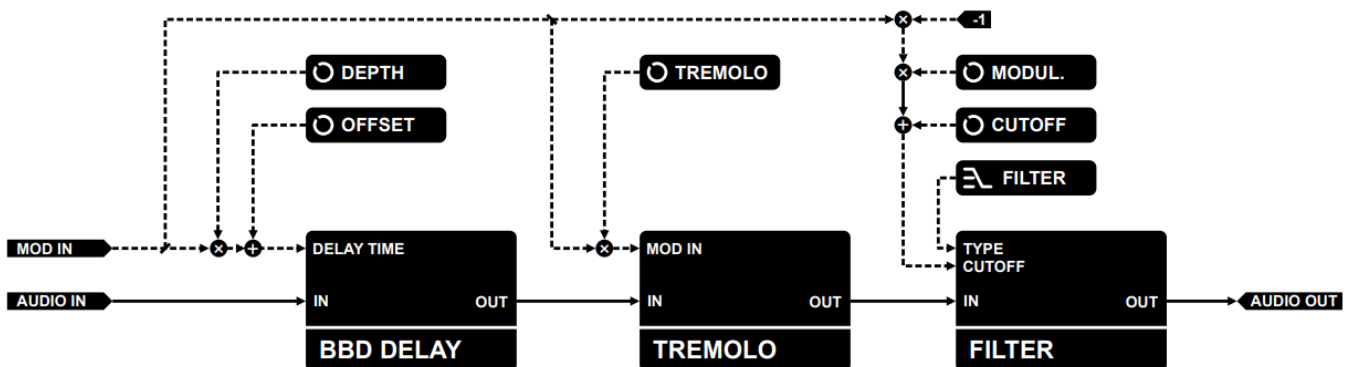 -1
DEPTH
TREMOLO
MODUL.
OFFSET
CUTOFF
FILTER
MOD IN
DELAY TIME
MOD IN
TYPE
CUTOFF
AUDIO IN
IN
OUT
IN
OUT
IN
OUT
AUDIO OUT
BBD DELAY
TREMOLO
FILTER